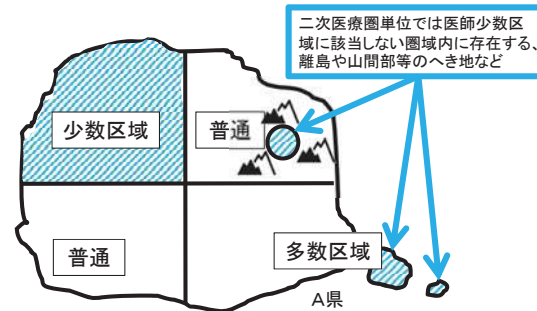 二次医療圏単位では医師少数区
域に該当しない圏域内に存在する、
離島や山間部等のへき地など
少数区域
普通
普通
多数区域
A県